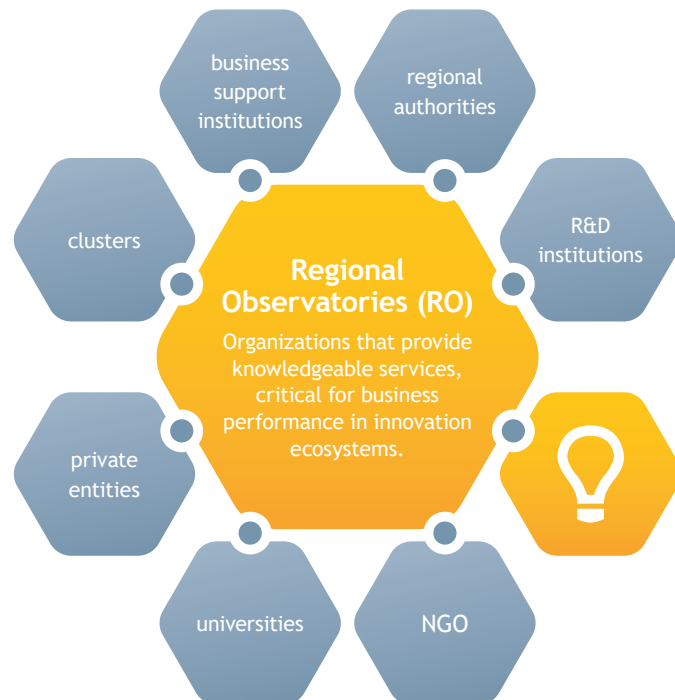 business
support
institutions
regional
authorities
clusters
R&D
institutions
Regional
Observatories (RO)
Organizations that provide
knowledgeable services,
critical for business
performance in innovation
ecosystems.
private
entities
universities
NGO